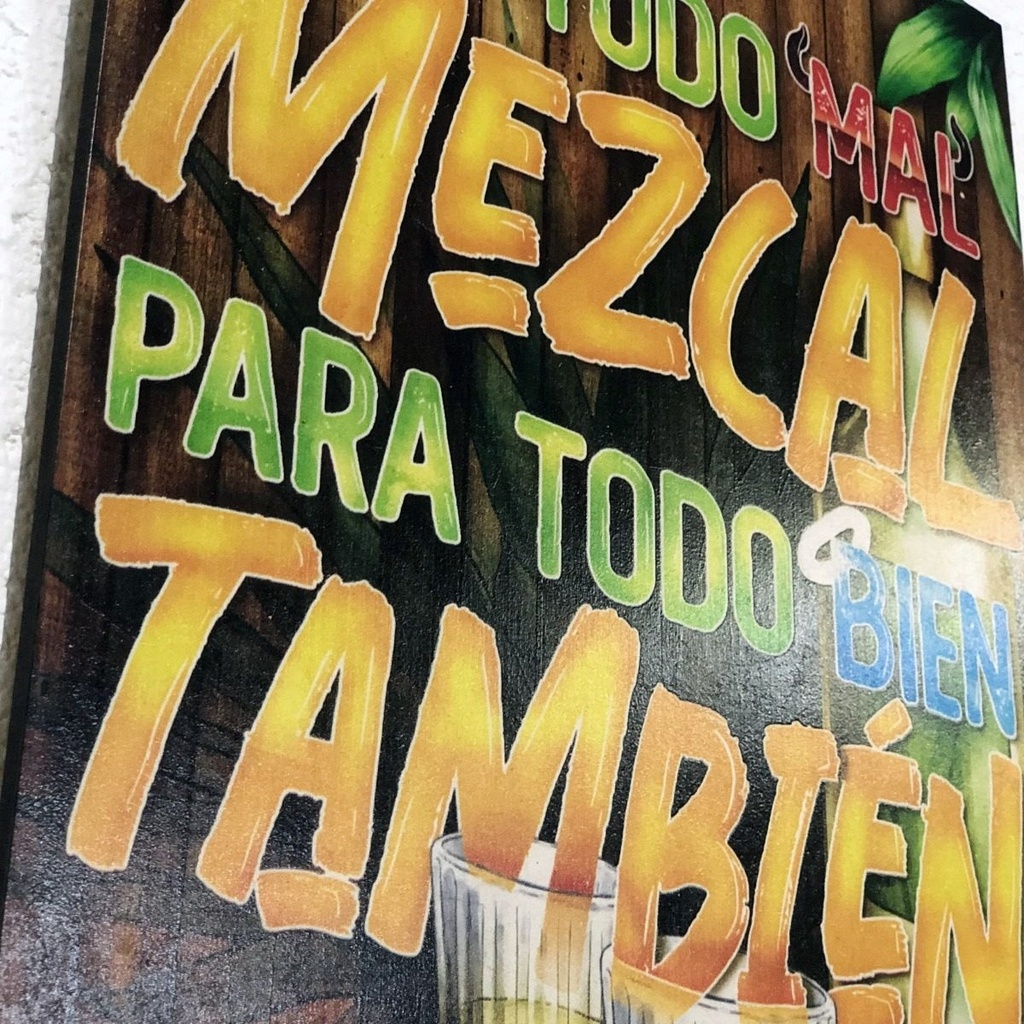 TODO MAL
MEZCAL
PARA TODO BIEN
TAMBIÉN